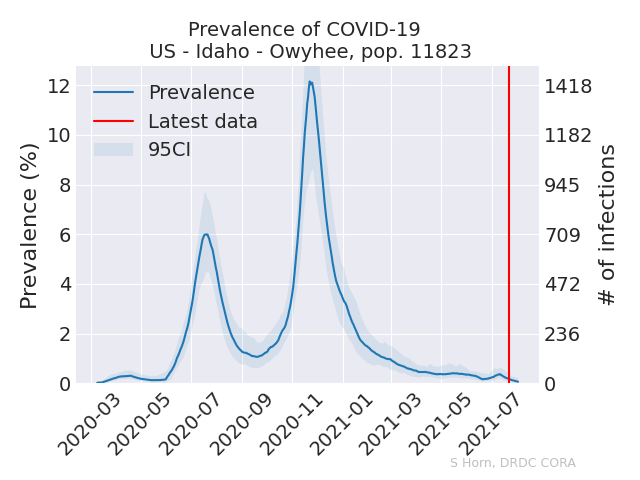 Prevalence of COVID-19
US - Idaho - Owyhee, pop. 11823
Prevalence
Latest data
95CI
Prevalence (%)
12
10
8
6
4
2
0
# of infections
1418
1182
945
709
472
236
0
2020-03
2020-05
2020-07
2020-09
2020-11
2021-01
2021-03
2021-05
2021-07
S Horn, DRDC CORA